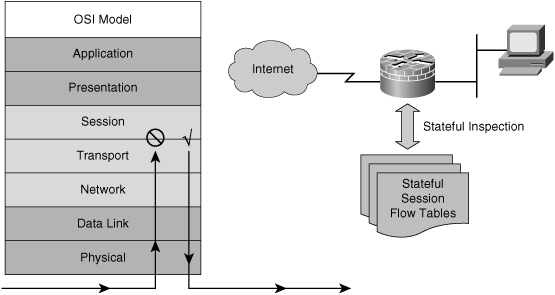 OSI Model
Application
Presentation
Session
Transport
Network
Data Link
Physical
Internet
Stateful Inspection
Stateful
Session
Flow Tables